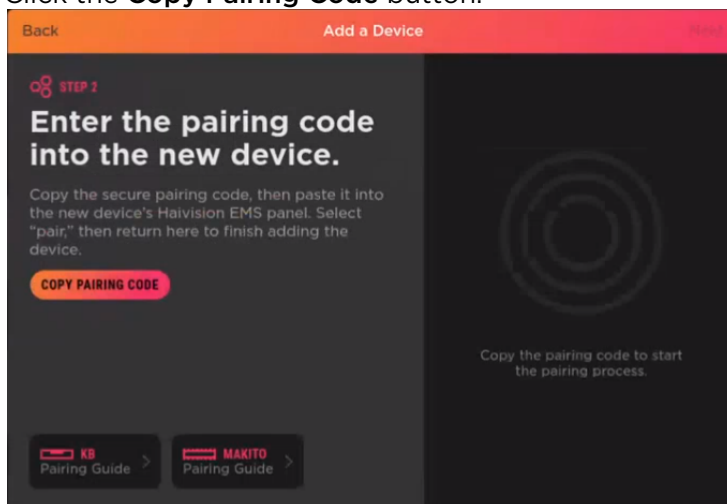 Click the Copy Pairing Code button.
Back
Add a Device
Next
STEP 2
Enter the pairing code
into the new device.
Copy the secure pairing code, then paste it into
the new device's Haivision EMS panel. Select
"pair," then return here to finish adding the
device.
COPY PAIRING CODE
Copy the pairing code to start
the pairing process.
KB
Pairing Guide
MAKITO
Pairing Guide